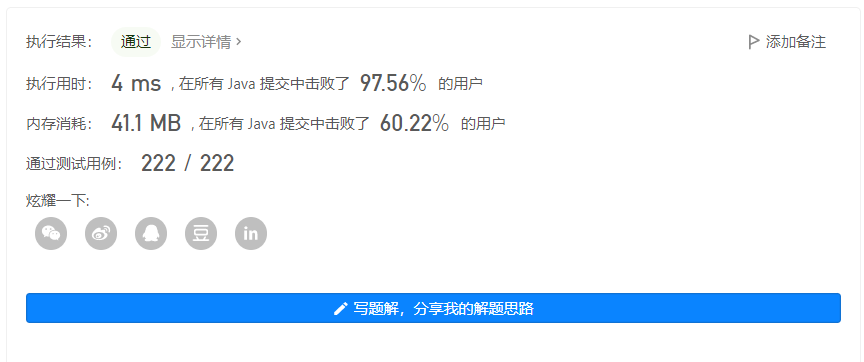 执行结果： 通过 显示详情 > 添加备注
执行用时： 4 ms , 在所有 Java 提交中击败了 97.56% 的用户
内存消耗： 41.1 MB , 在所有 Java 提交中击败了 60.22% 的用户
通过测试用例： 222 / 222
炫耀一下:
豆 in
写题解，分享我的解题思路